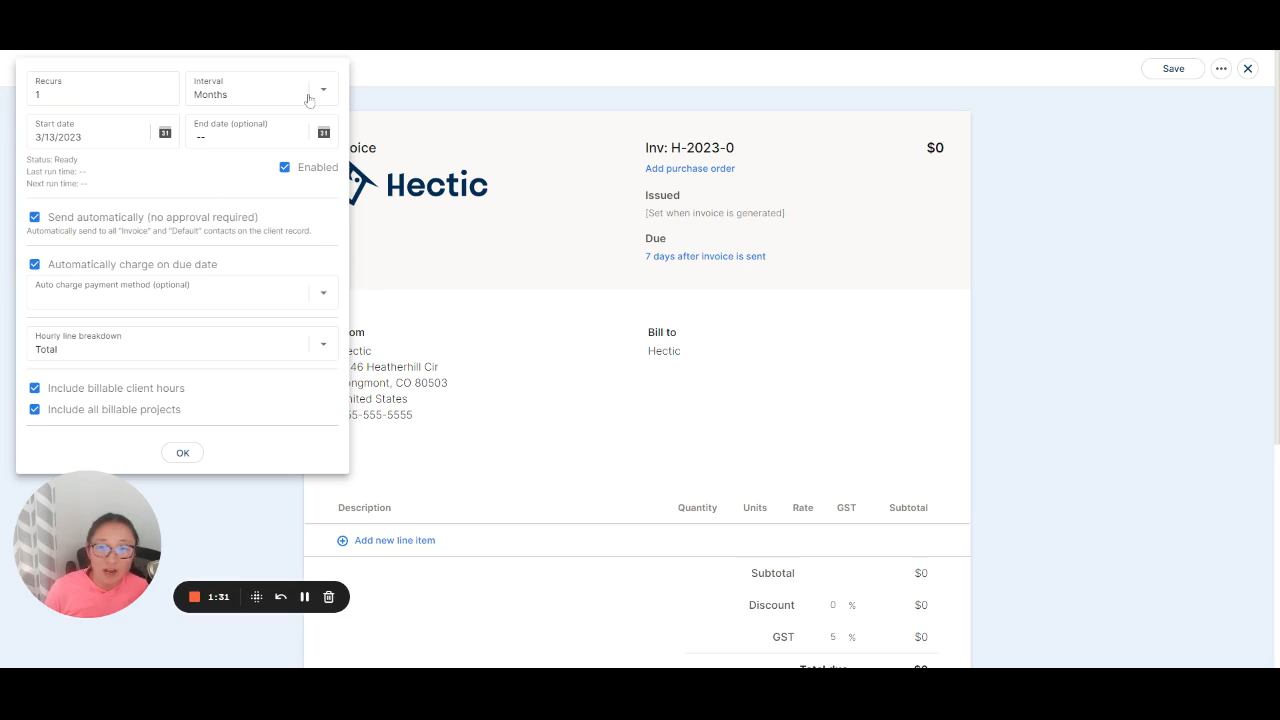 Save
Recurs
1
Interval
Months
Start date
3/13/2023
31
End date (optional)
--
31
Status: Ready
Last run time: --
Next run time: --
Enabled
Send automatically (no approval required)
Automatically send to all "Invoice" and "Default" contacts on the client record.
Automatically charge on due date
Auto charge payment method (optional)
Hourly line breakdown
Total
Include billable client hours
Include all billable projects
OK
oice
Hectic
Inv: H-2023-0
$0
Add purchase order
Issued
[Set when invoice is generated]
Due
7 days after invoice is sent
om
ectic
46 Heatherhill Cir
ongmont, CO 80503
nited States
55-555-5555
Bill to
Hectic
Description Quantity Units Rate GST Subtotal
Add new line item
Subtotal $0
Discount 0 % $0
GST 5 % $0
Total due $0
1:31